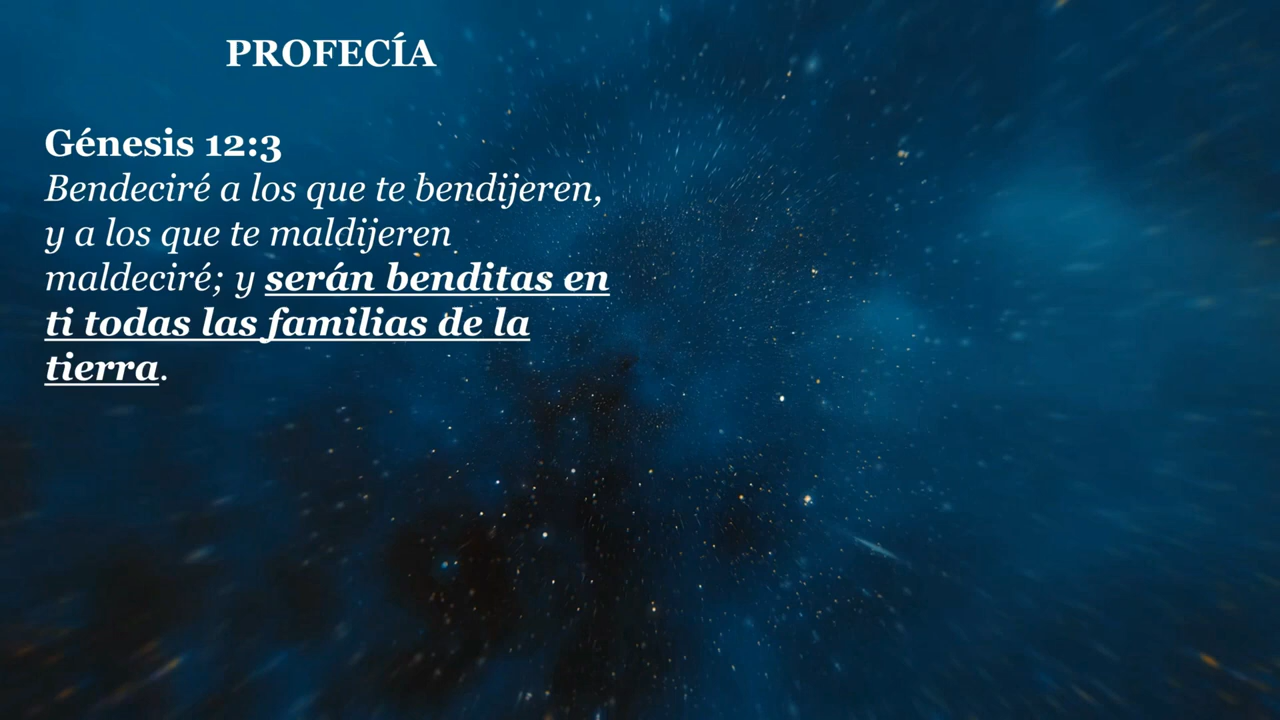 PROFECÍA
Génesis 12:3
Bendeciré a los que te bendijeren,
y a los que te maldijeren
maldeciré; y serán benditas en
ti todas las familias de la
tierra.